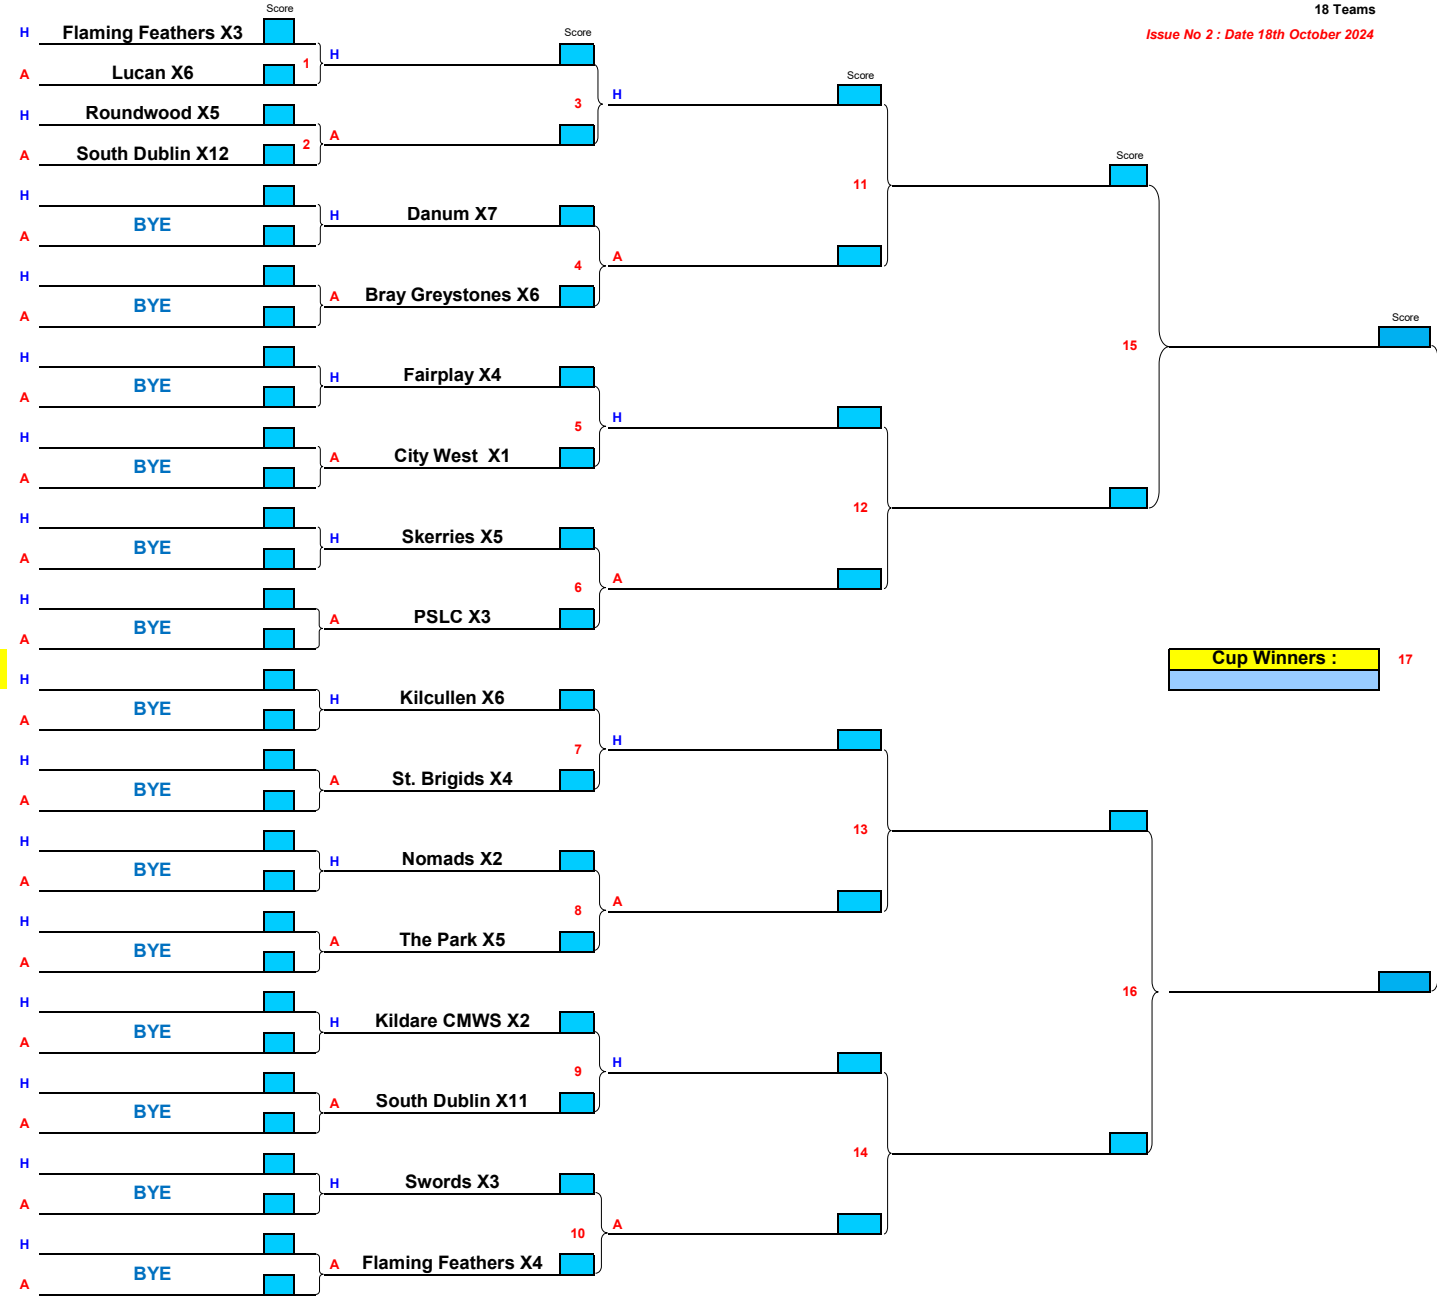 18 Teams
Issue No 2 : Date 18th October 2024
Score
H Flaming Feathers X3
Score
1 H
A Lucan X6
Score
3 H
H Roundwood X5
2 A
A South Dublin X12
Score
11
H
BYE
H Danum X7
A
4 A
H
BYE
A Bray Greystones X6
A
Score
15
H
BYE
H Fairplay X4
A
5 H
H
BYE
A City West X1
A
12
H
BYE
H Skerries X5
A
6 A
H
BYE
A PSLC X3
A
Cup Winners : 17
H
BYE
H Kilcullen X6
A
7 H
H
BYE
A St. Brigids X4
A
13
H
BYE
H Nomads X2
A
8 A
H
BYE
A The Park X5
A
16
H
BYE
H Kildare CMWS X2
A
9 H
H
BYE
A South Dublin X11
A
14
H
BYE
H Swords X3
A
10 A
H
BYE
A Flaming Feathers X4
A